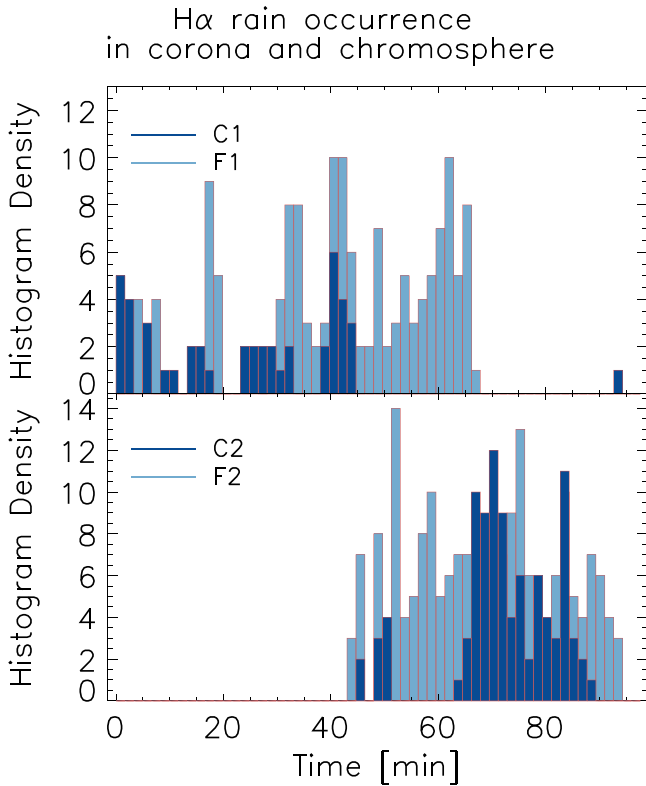 Hα rain occurrence
in corona and chromosphere
Histogram Density
12
10
8
6
4
2
0
C1
F1
Histogram Density
14
12
10
8
6
4
2
0
C2
F2
0 20 40 60 80
Time [min]